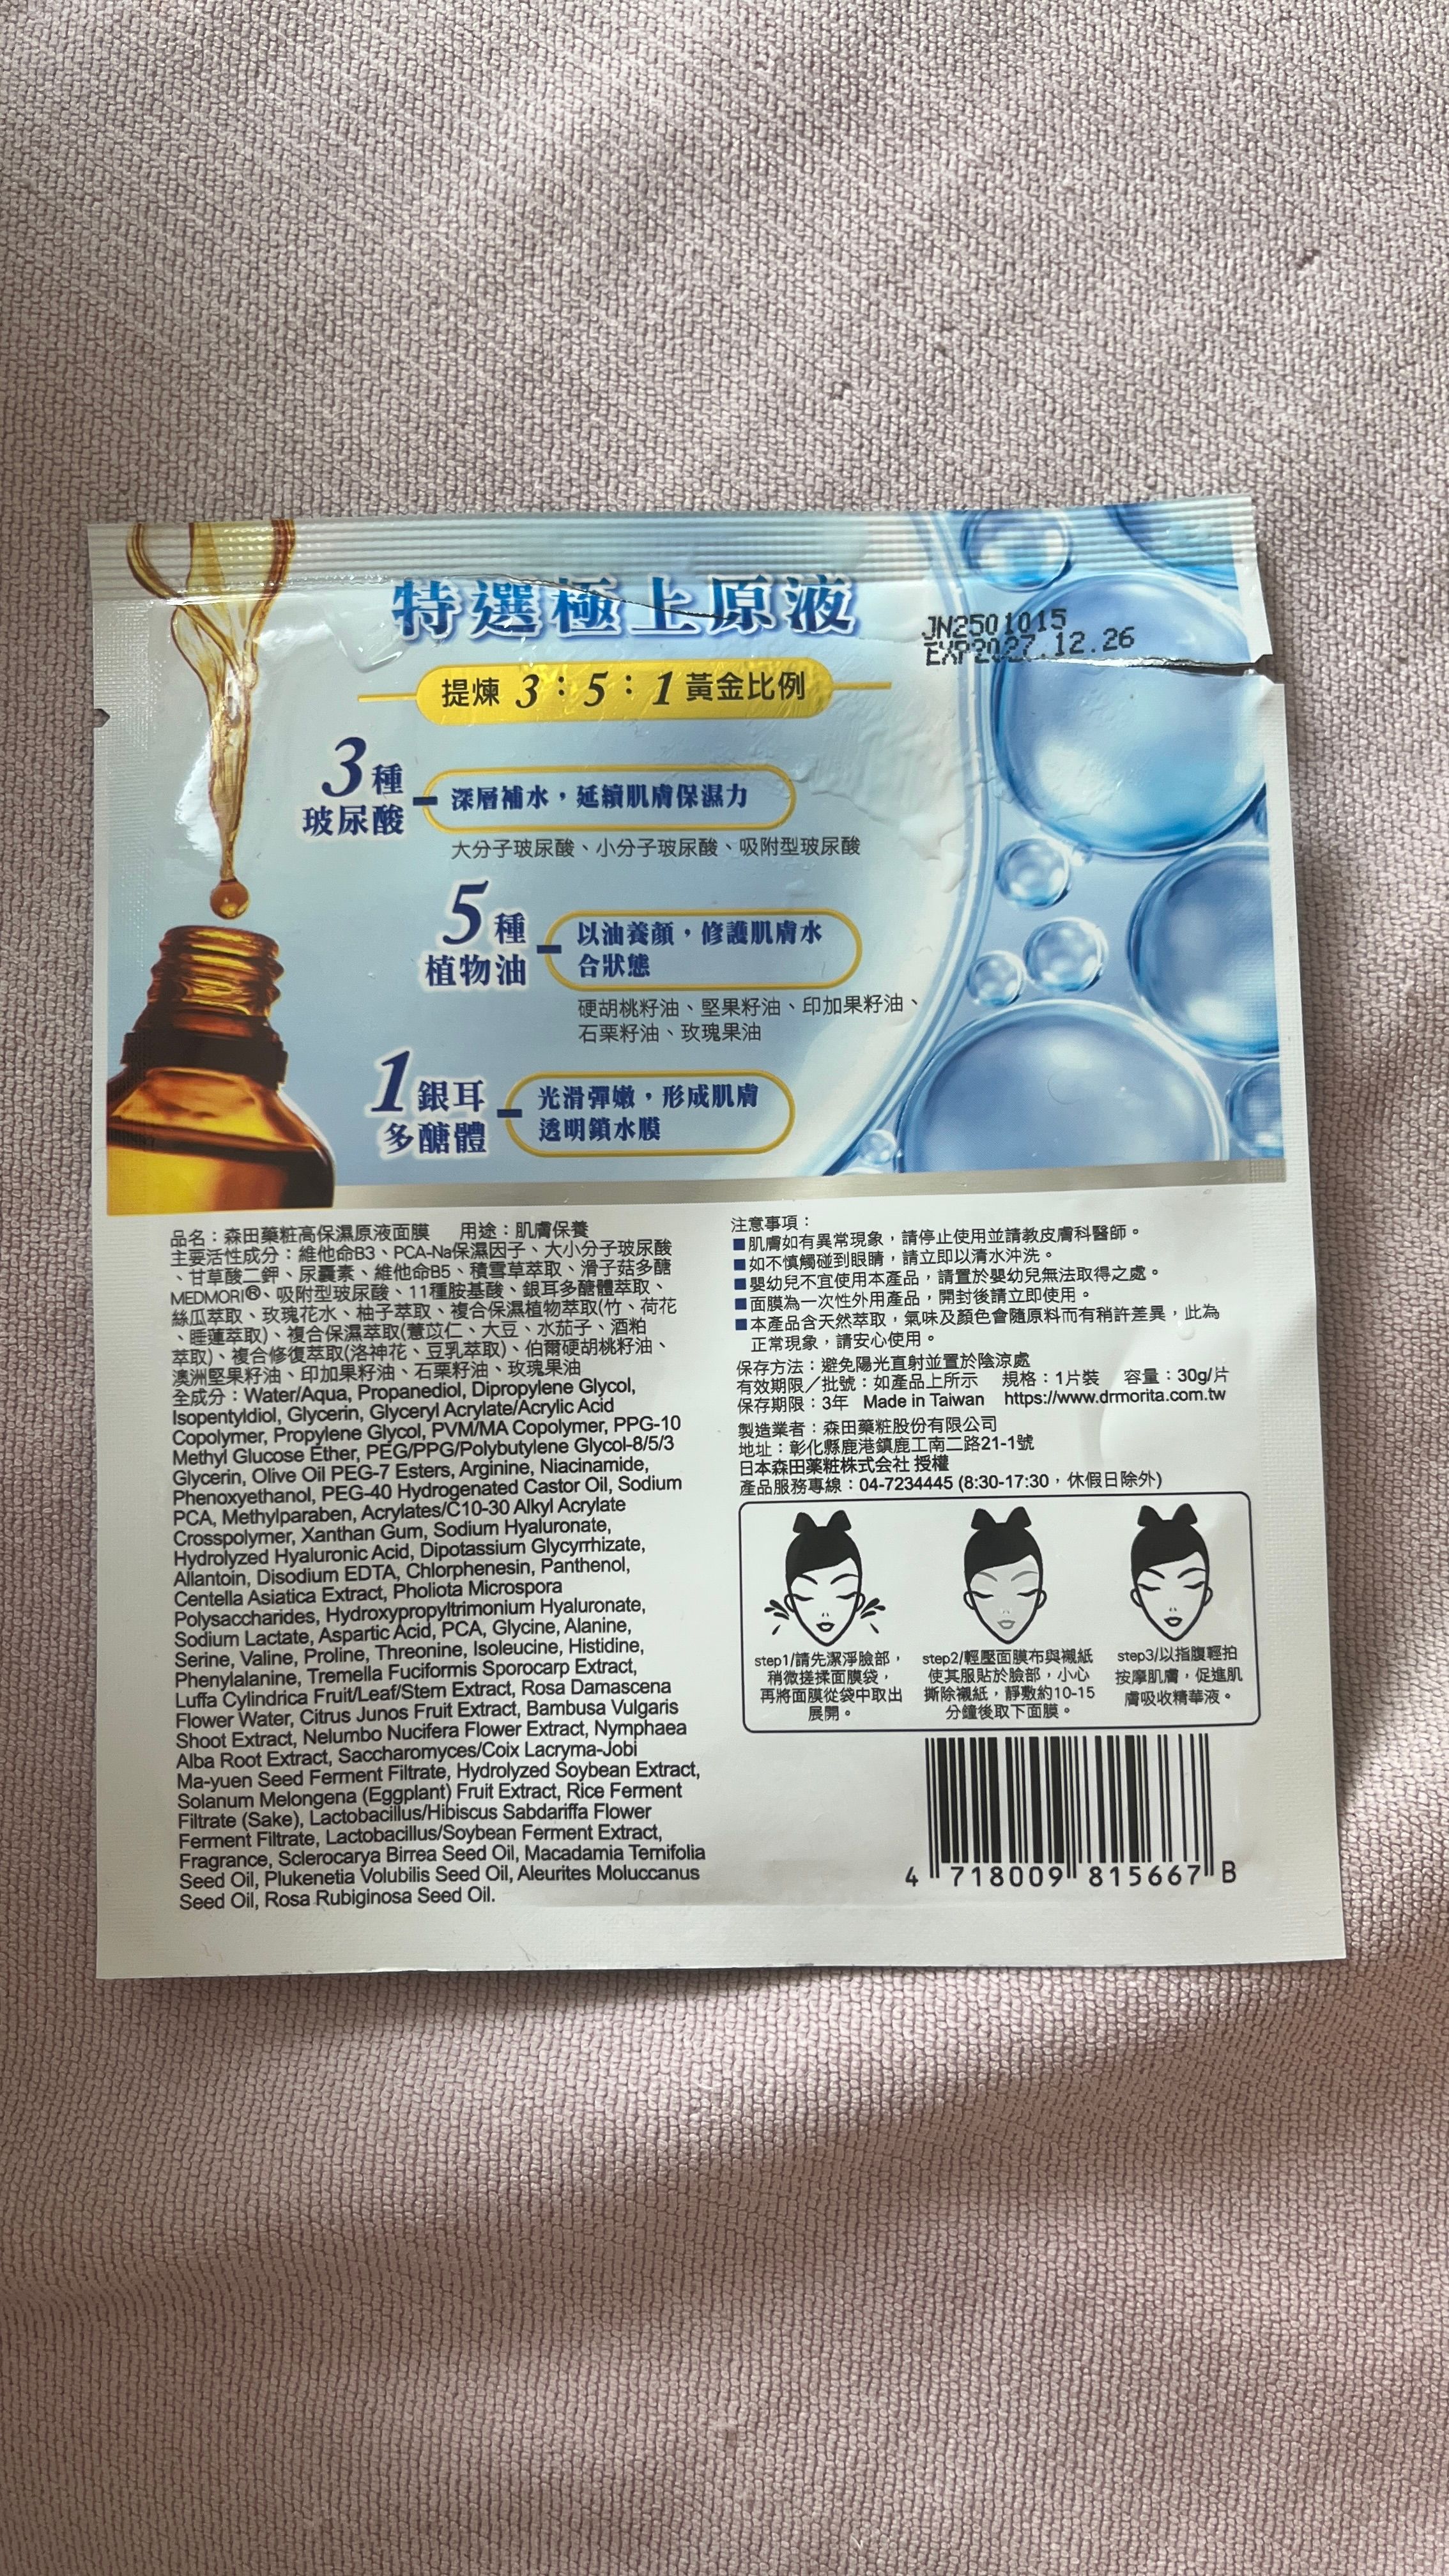 特選極上原液
JN2501015
EXP2027.12.26
提煉 3:5:1 黃金比例
3種
玻尿酸
深層補水,延續肌膚保濕力
大分子玻尿酸、小分子玻尿酸、吸附型玻尿酸
5種
植物油
以油養顏,修護肌膚水
合狀態
硬胡桃籽油、堅果籽油、印加果籽油、
石栗籽油、玫瑰果油
1銀耳
多醣體
光滑彈嫩,形成肌膚
透明鎖水膜
品名:森田藥粧高保濕原液面膜 用途:肌膚保養
主要活性成分:維他命B3、PCA-Na保濕因子、大小分子玻尿酸
、甘草酸二鉀、尿囊素、維他命B5、積雪草萃取、滑子菇多醣
MEDMORI®、吸附型玻尿酸、11種胺基酸、銀耳多醣體萃取、
絲瓜萃取、玫瑰花水、柚子萃取、複合保濕植物萃取(竹、荷花
、睡蓮萃取)、複合保濕萃取(薏苡仁、大豆、水茄子、酒粕
萃取)、複合修復萃取(洛神花、豆乳萃取)、伯爾硬胡桃籽油、
澳洲堅果籽油、印加果籽油、石栗籽油、玫瑰果油
全成分:Water/Aqua, Propanediol, Dipropylene Glycol,
Isopentyldiol, Glycerin, Glyceryl Acrylate/Acrylic Acid
Copolymer, Propylene Glycol, PVM/MA Copolymer, PPG-10
Methyl Glucose Ether, PEG/PPG/Polybutylene Glycol-8/5/3
Glycerin, Olive Oil PEG-7 Esters, Arginine, Niacinamide,
Phenoxyethanol, PEG-40 Hydrogenated Castor Oil, Sodium
PCA, Methylparaben, Acrylates/C10-30 Alkyl Acrylate
Crosspolymer, Xanthan Gum, Sodium Hyaluronate,
Hydrolyzed Hyaluronic Acid, Dipotassium Glycyrrhizate,
Allantoin, Disodium EDTA, Chlorphenesin, Panthenol,
Centella Asiatica Extract, Pholiota Microspora
Polysaccharides, Hydroxypropyltrimonium Hyaluronate,
Sodium Lactate, Aspartic Acid, PCA, Glycine, Alanine,
Serine, Valine, Proline, Threonine, Isoleucine, Histidine,
Phenylalanine, Tremella Fuciformis Sporocarp Extract,
Luffa Cylindrica Fruit/Leaf/Stem Extract, Rosa Damascena
Flower Water, Citrus Junos Fruit Extract, Bambusa Vulgaris
Shoot Extract, Nelumbo Nucifera Flower Extract, Nymphaea
Alba Root Extract, Saccharomyces/Coix Lacryma-Jobi
Ma-yuen Seed Ferment Filtrate, Hydrolyzed Soybean Extract,
Solanum Melongena (Eggplant) Fruit Extract, Rice Ferment
Filtrate (Sake), Lactobacillus/Hibiscus Sabdariffa Flower
Ferment Filtrate, Lactobacillus/Soybean Ferment Extract,
Fragrance, Sclerocarya Birrea Seed Oil, Macadamia Ternifolia
Seed Oil, Plukenetia Volubilis Seed Oil, Aleurites Moluccanus
Seed Oil, Rosa Rubiginosa Seed Oil.
注意事項:
■肌膚如有異常現象,請停止使用並請教皮膚科醫師。
■如不慎觸碰到眼睛,請立即以清水沖洗。
■嬰幼兒不宜使用本產品,請置於嬰幼兒無法取得之處。
■面膜為一次性外用產品,開封後請立即使用。
■本產品含天然萃取,氣味及顏色會隨原料而有稍許差異,此為
正常現象,請安心使用。
保存方法:避免陽光直射並置於陰涼處
有效期限/批號:如產品上所示 規格:1片裝 容量:30g/片
保存期限:3年 Made in Taiwan https://www.drmorita.com.tw
製造業者:森田藥粧股份有限公司
地址:彰化縣鹿港鎮鹿工南二路21-1號
日本森田薬粧株式会社 授權
產品服務專線:04-7234445 (8:30-17:30,休假日除外)
step1/請先潔淨臉部,
稍微搓揉面膜袋,
再將面膜從袋中取出
展開。
step2/輕壓面膜布與襯紙
使其服貼於臉部,小心
撕除襯紙,靜敷約10-15
分鐘後取下面膜。
step3/以指腹輕拍
按摩肌膚,促進肌
膚吸收精華液。
4 718009 815667 B